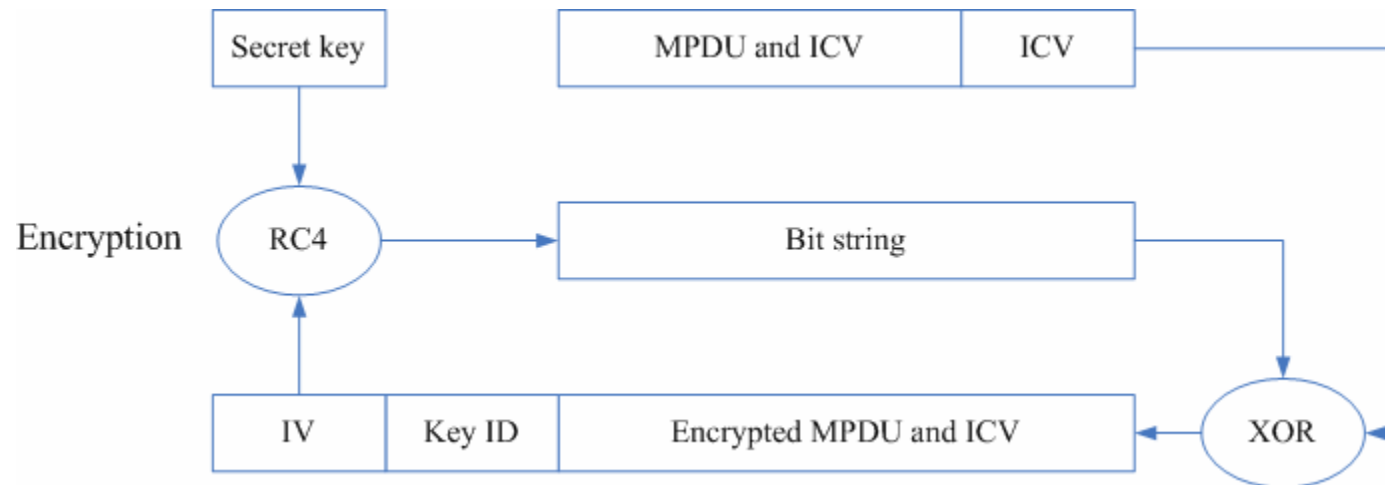 Secret key
MPDU and ICV
ICV
Encryption
RC4
Bit string
IV
Key ID
Encrypted MPDU and ICV
XOR